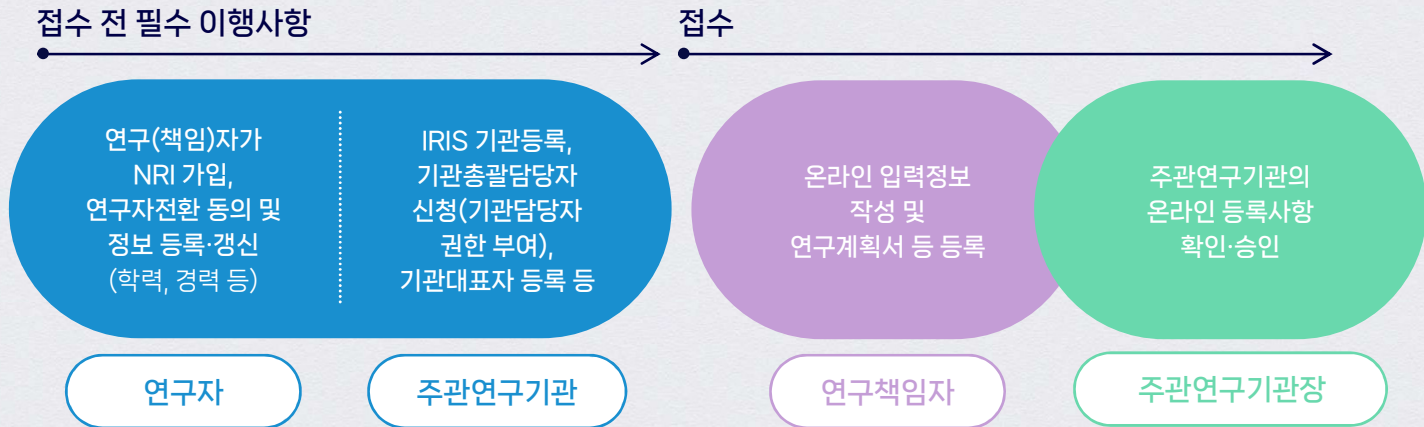 접수 전 필수 이행사항
접수
연구(책임)자가
NRI 가입,
연구자전환 동의 및
정보 등록·갱신
(학력, 경력 등)
IRIS 기관등록,
기관총괄담당자
신청(기관담당자
권한 부여),
기관대표자 등록 등
온라인 입력정보
작성 및
연구계획서 등 등록
주관연구기관의
온라인 등록사항
확인·승인
연구자
주관연구기관
연구책임자
주관연구기관장